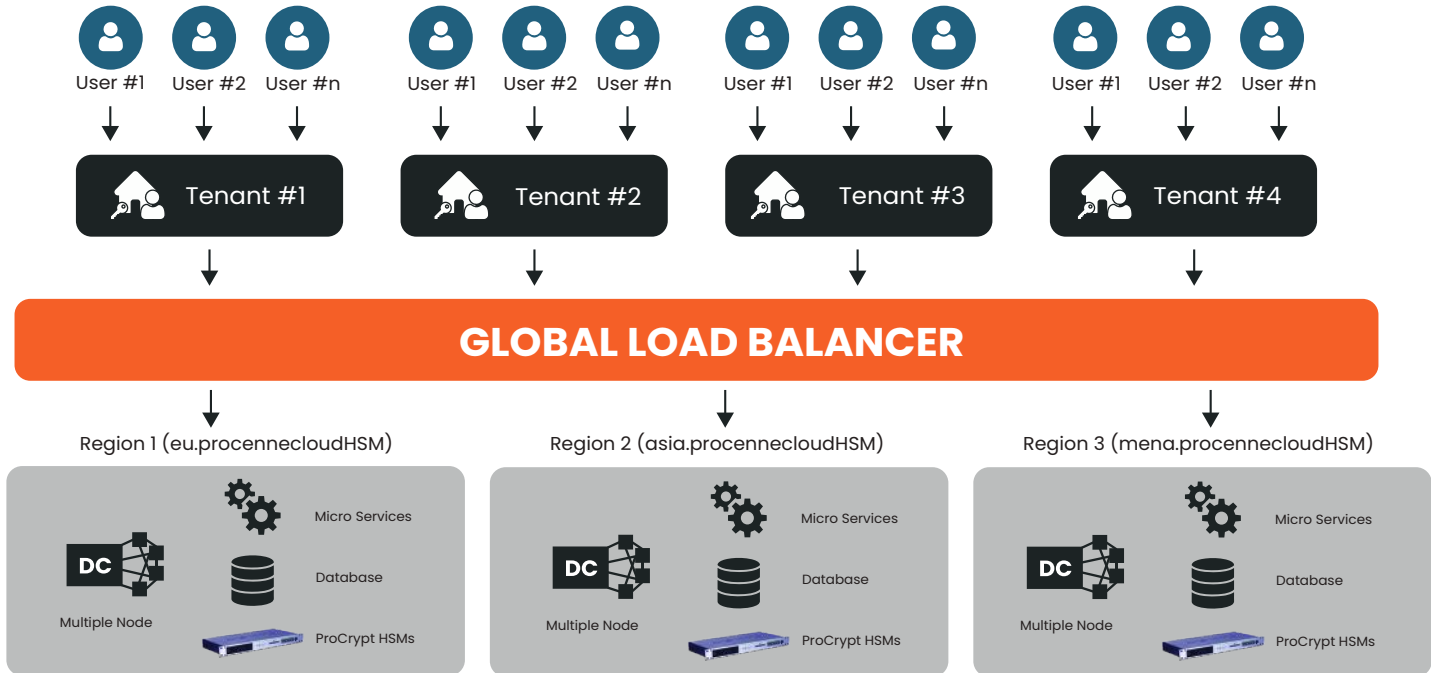 User #1
User #2
User #n
User #1
User #2
User #n
User #1
User #2
User #n
User #1
User #2
User #n
Tenant #1
Tenant #2
Tenant #3
Tenant #4
GLOBAL LOAD BALANCER
Region 1 (eu.procennecloudHSM)
Region 2 (asia.procennecloudHSM)
Region 3 (mena.procennecloudHSM)
Micro Services
DC
Database
Multiple Node
ProCrypt HSMs
Micro Services
DC
Database
Multiple Node
ProCrypt HSMs
Micro Services
DC
Database
Multiple Node
ProCrypt HSMs